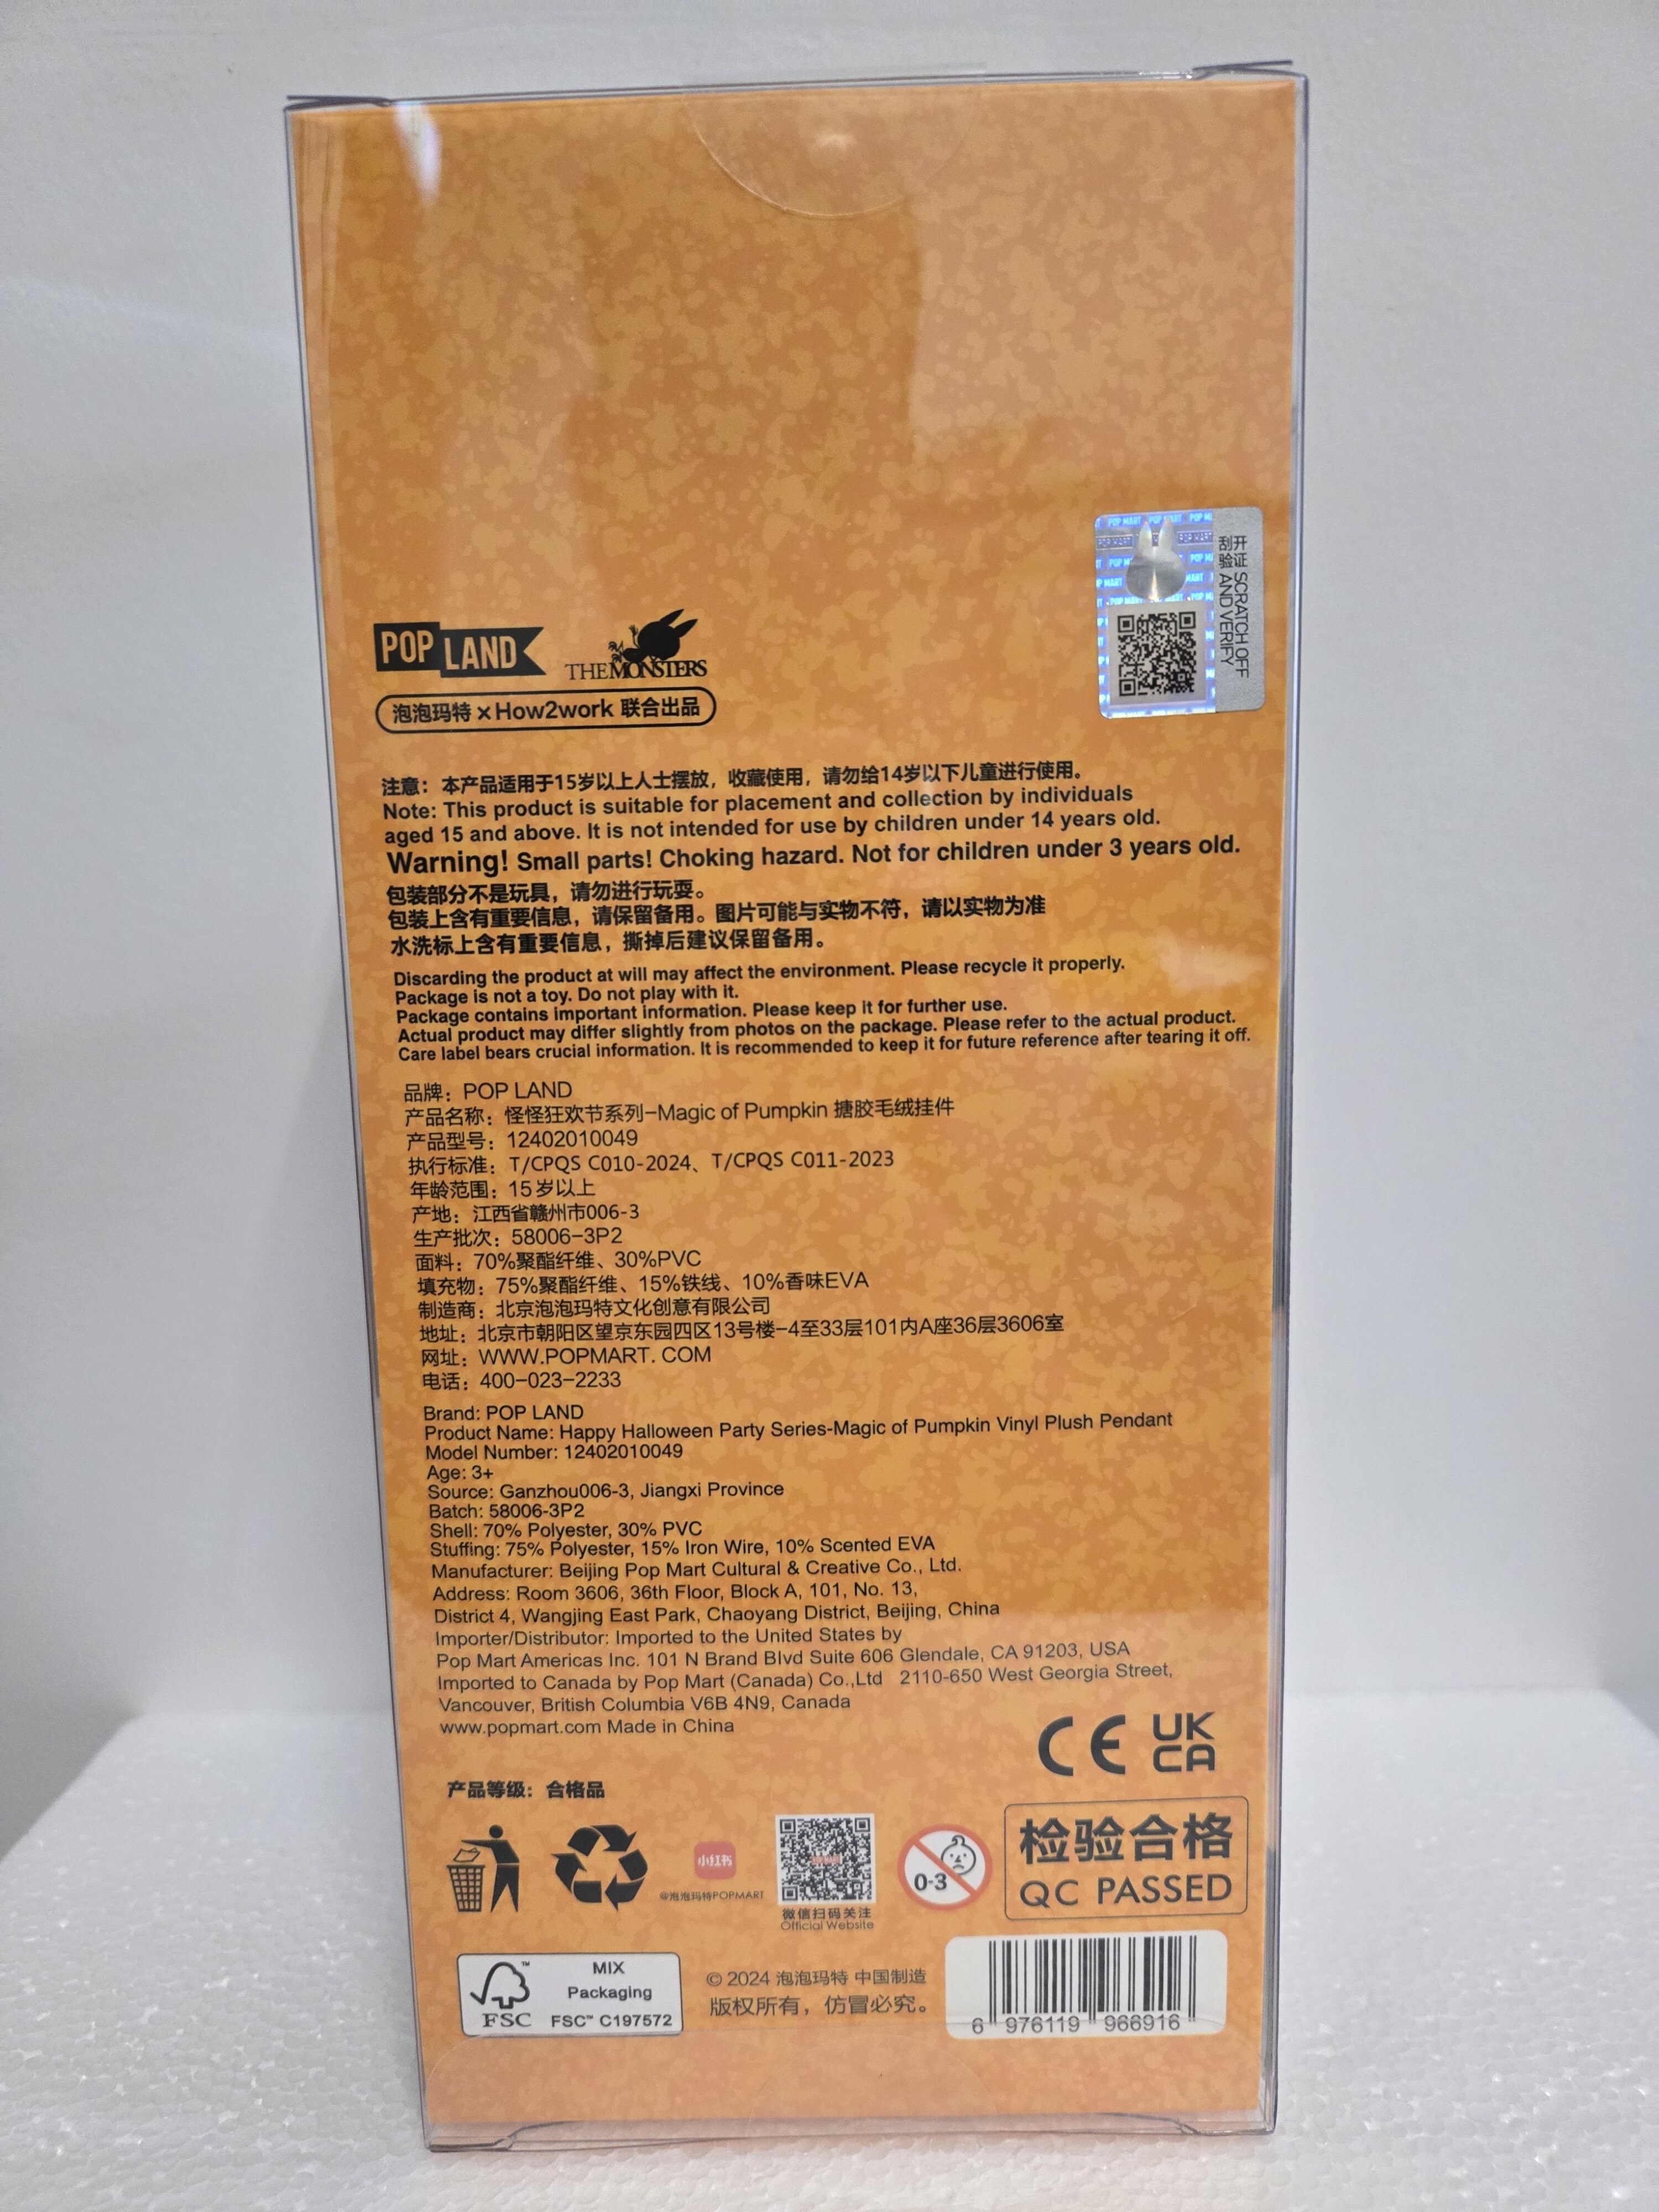 POP LAND
THE MONSTERS
泡泡玛特 × How2work 联合出品
POP MART
刮开验证 SCRATCH OFF AND VERIFY
注意：本产品适用于15岁以上人士摆放，收藏使用，请勿给14岁以下儿童进行使用。
Note: This product is suitable for placement and collection by individuals
aged 15 and above. It is not intended for use by children under 14 years old.
Warning! Small parts! Choking hazard. Not for children under 3 years old.
包装部分不是玩具，请勿进行玩耍。
包装上含有重要信息，请保留备用。图片可能与实物不符，请以实物为准
水洗标上含有重要信息，撕掉后建议保留备用。
Discarding the product at will may affect the environment. Please recycle it properly.
Package is not a toy. Do not play with it.
Package contains important information. Please keep it for further use.
Actual product may differ slightly from photos on the package. Please refer to the actual product.
Care label bears crucial information. It is recommended to keep it for future reference after tearing it off.
品牌：POP LAND
产品名称：怪怪狂欢节系列-Magic of Pumpkin 搪胶毛绒挂件
产品型号：12402010049
执行标准：T/CPQS C010-2024、T/CPQS C011-2023
年龄范围：15岁以上
产地：江西省赣州市006-3
生产批次：58006-3P2
面料：70%聚酯纤维、30%PVC
填充物：75%聚酯纤维、15%铁线、10%香味EVA
制造商：北京泡泡玛特文化创意有限公司
地址：北京市朝阳区望京东园四区13号楼-4至33层101内A座36层3606室
网址：WWW.POPMART. COM
电话：400-023-2233
Brand: POP LAND
Product Name: Happy Halloween Party Series-Magic of Pumpkin Vinyl Plush Pendant
Model Number: 12402010049
Age: 3+
Source: Ganzhou006-3, Jiangxi Province
Batch: 58006-3P2
Shell: 70% Polyester, 30% PVC
Stuffing: 75% Polyester, 15% Iron Wire, 10% Scented EVA
Manufacturer: Beijing Pop Mart Cultural & Creative Co., Ltd.
Address: Room 3606, 36th Floor, Block A, 101, No. 13,
District 4, Wangjing East Park, Chaoyang District, Beijing, China
Importer/Distributor: Imported to the United States by
Pop Mart Americas Inc. 101 N Brand Blvd Suite 606 Glendale, CA 91203, USA
Imported to Canada by Pop Mart (Canada) Co.,Ltd 2110-650 West Georgia Street,
Vancouver, British Columbia V6B 4N9, Canada
www.popmart.com Made in China
CE UK CA
产品等级：合格品
小红书
@泡泡玛特POPMART
微信扫码关注
Official Website
0-3
检验合格
QC PASSED
FSC™
MIX
Packaging
FSC™ C197572
© 2024 泡泡玛特 中国制造
版权所有，仿冒必究。
6 976119 966916